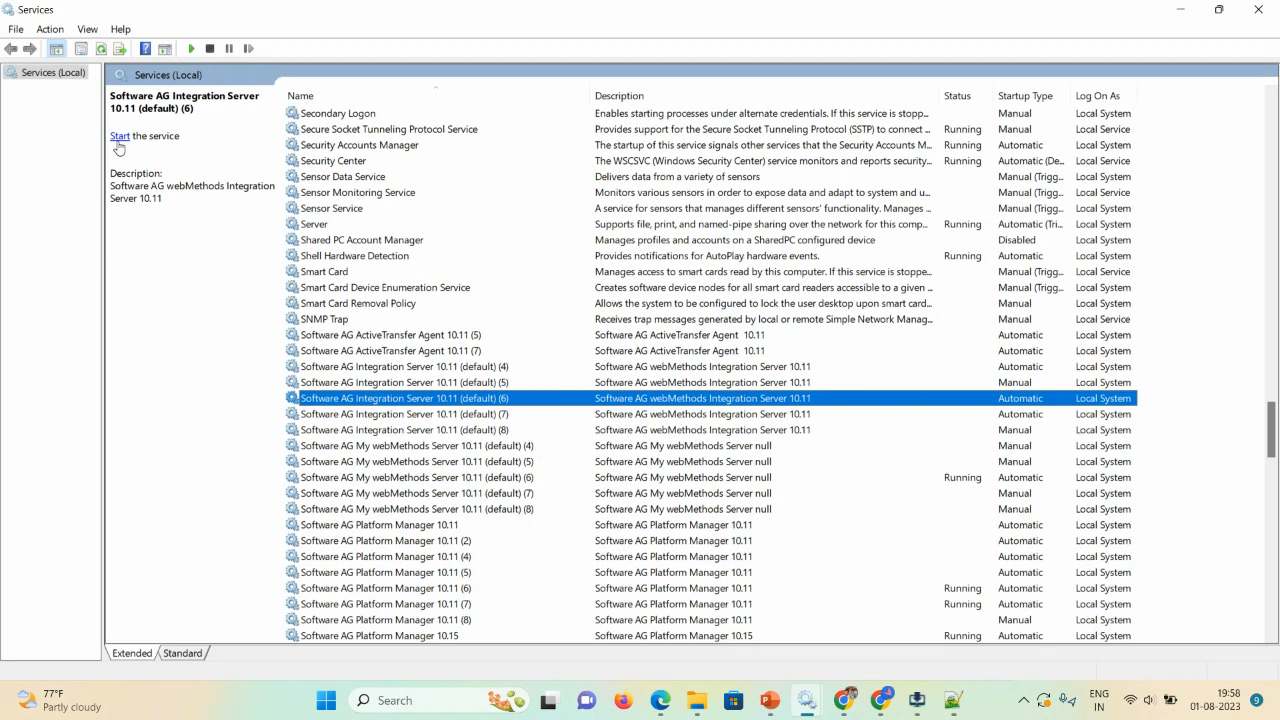 Services
File Action View Help
Services (Local)
Services (Local)
Software AG Integration Server
10.11 (default) (6)
Start the service
Description:
Software AG webMethods Integration
Server 10.11
Name Description Status Startup Type Log On As
Secondary Logon Enables starting processes under alternate credentials. If this service is stopp... Manual Local System
Secure Socket Tunneling Protocol Service Provides support for the Secure Socket Tunneling Protocol (SSTP) to connect ... Running Manual Local Service
Security Accounts Manager The startup of this service signals other services that the Security Accounts M... Running Automatic Local System
Security Center The WSCSVC (Windows Security Center) service monitors and reports security... Running Automatic (De... Local Service
Sensor Data Service Delivers data from a variety of sensors Manual (Trigg... Local System
Sensor Monitoring Service Monitors various sensors in order to expose data and adapt to system and u... Manual (Trigg... Local Service
Sensor Service A service for sensors that manages different sensors' functionality. Manages ... Manual (Trigg... Local System
Server Supports file, print, and named-pipe sharing over the network for this comp... Running Automatic (Tri... Local System
Shared PC Account Manager Manages profiles and accounts on a SharedPC configured device Disabled Local System
Shell Hardware Detection Provides notifications for AutoPlay hardware events. Running Automatic Local System
Smart Card Manages access to smart cards read by this computer. If this service is stoppe... Manual (Trigg... Local Service
Smart Card Device Enumeration Service Creates software device nodes for all smart card readers accessible to a given ... Manual (Trigg... Local System
Smart Card Removal Policy Allows the system to be configured to lock the user desktop upon smart card... Manual Local System
SNMP Trap Receives trap messages generated by local or remote Simple Network Manag... Manual Local Service
Software AG ActiveTransfer Agent 10.11 (5) Software AG ActiveTransfer Agent 10.11 Automatic Local System
Software AG ActiveTransfer Agent 10.11 (7) Software AG ActiveTransfer Agent 10.11 Automatic Local System
Software AG Integration Server 10.11 (default) (4) Software AG webMethods Integration Server 10.11 Automatic Local System
Software AG Integration Server 10.11 (default) (5) Software AG webMethods Integration Server 10.11 Manual Local System
Software AG Integration Server 10.11 (default) (6) Software AG webMethods Integration Server 10.11 Automatic Local System
Software AG Integration Server 10.11 (default) (7) Software AG webMethods Integration Server 10.11 Automatic Local System
Software AG Integration Server 10.11 (default) (8) Software AG webMethods Integration Server 10.11 Manual Local System
Software AG My webMethods Server 10.11 (default) (4) Software AG My webMethods Server null Manual Local System
Software AG My webMethods Server 10.11 (default) (5) Software AG My webMethods Server null Manual Local System
Software AG My webMethods Server 10.11 (default) (6) Software AG My webMethods Server null Running Automatic Local System
Software AG My webMethods Server 10.11 (default) (7) Software AG My webMethods Server null Manual Local System
Software AG My webMethods Server 10.11 (default) (8) Software AG My webMethods Server null Manual Local System
Software AG Platform Manager 10.11 Software AG Platform Manager 10.11 Automatic Local System
Software AG Platform Manager 10.11 (2) Software AG Platform Manager 10.11 Automatic Local System
Software AG Platform Manager 10.11 (4) Software AG Platform Manager 10.11 Automatic Local System
Software AG Platform Manager 10.11 (5) Software AG Platform Manager 10.11 Automatic Local System
Software AG Platform Manager 10.11 (6) Software AG Platform Manager 10.11 Running Automatic Local System
Software AG Platform Manager 10.11 (7) Software AG Platform Manager 10.11 Running Automatic Local System
Software AG Platform Manager 10.11 (8) Software AG Platform Manager 10.11 Manual Local System
Software AG Platform Manager 10.15 Software AG Platform Manager 10.15 Running Automatic Local System
Extended Standard
77°F
Partly cloudy
Search
ENG
IN
19:58
01-08-2023
9